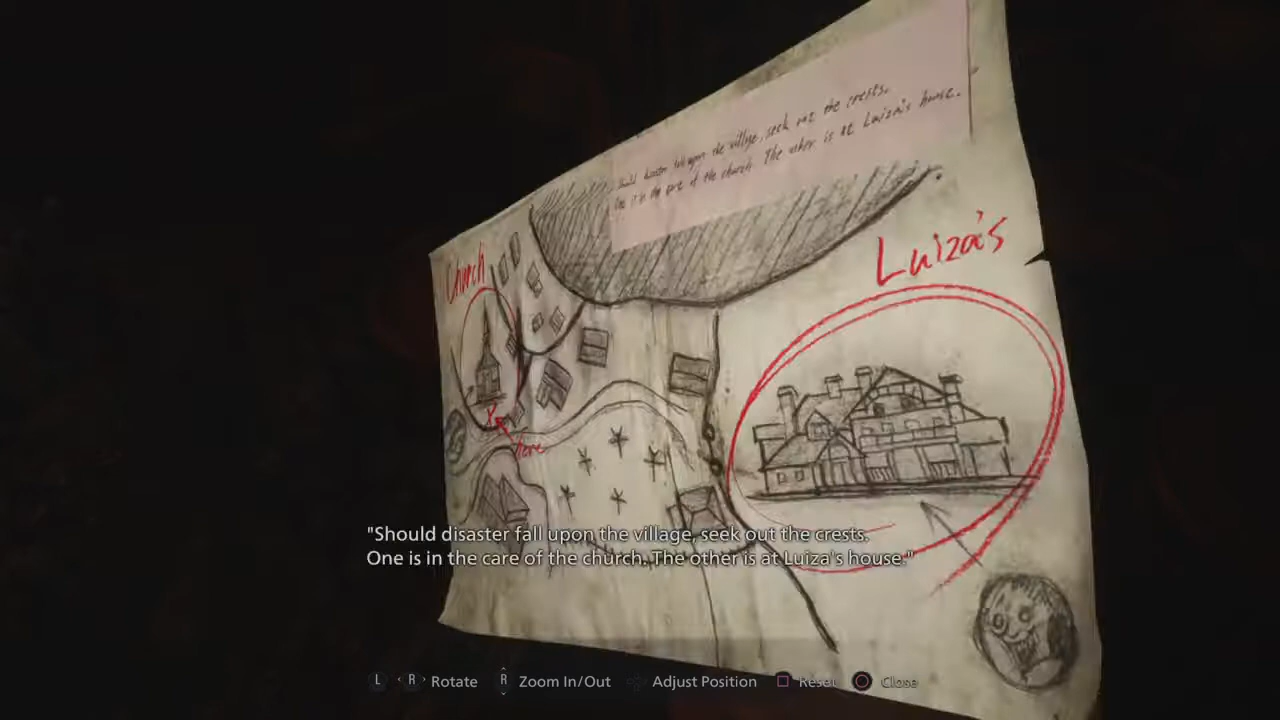 Should disaster fall upon the village, seek out the crests.
One is in the care of the church. The other is at Luiza's house.
Luiza's
Church
here
"Should disaster fall upon the village, seek out the crests.
One is in the care of the church. The other is at Luiza's house."
L R Rotate R Zoom In/Out Adjust Position Reset Close